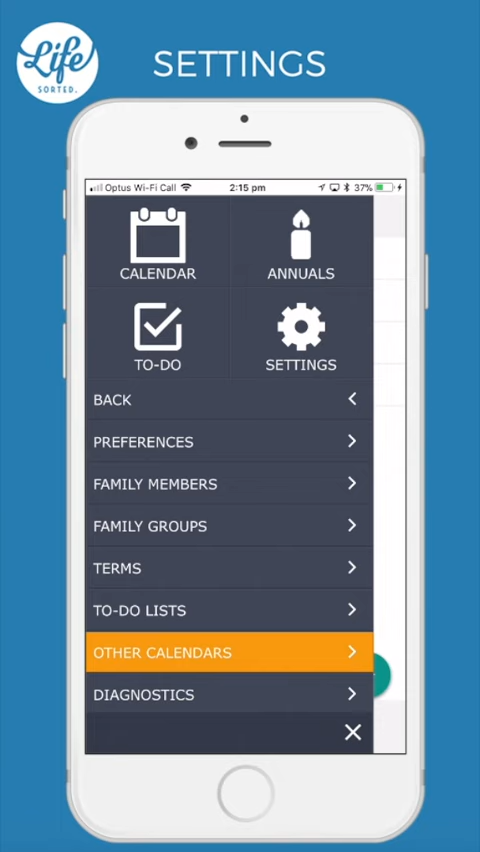 Life
SORTED.
SETTINGS
Optus Wi-Fi Call 2:15 pm 37%
CALENDAR ANNUALS
TO-DO SETTINGS
BACK
PREFERENCES
FAMILY MEMBERS
FAMILY GROUPS
TERMS
TO-DO LISTS
OTHER CALENDARS
DIAGNOSTICS